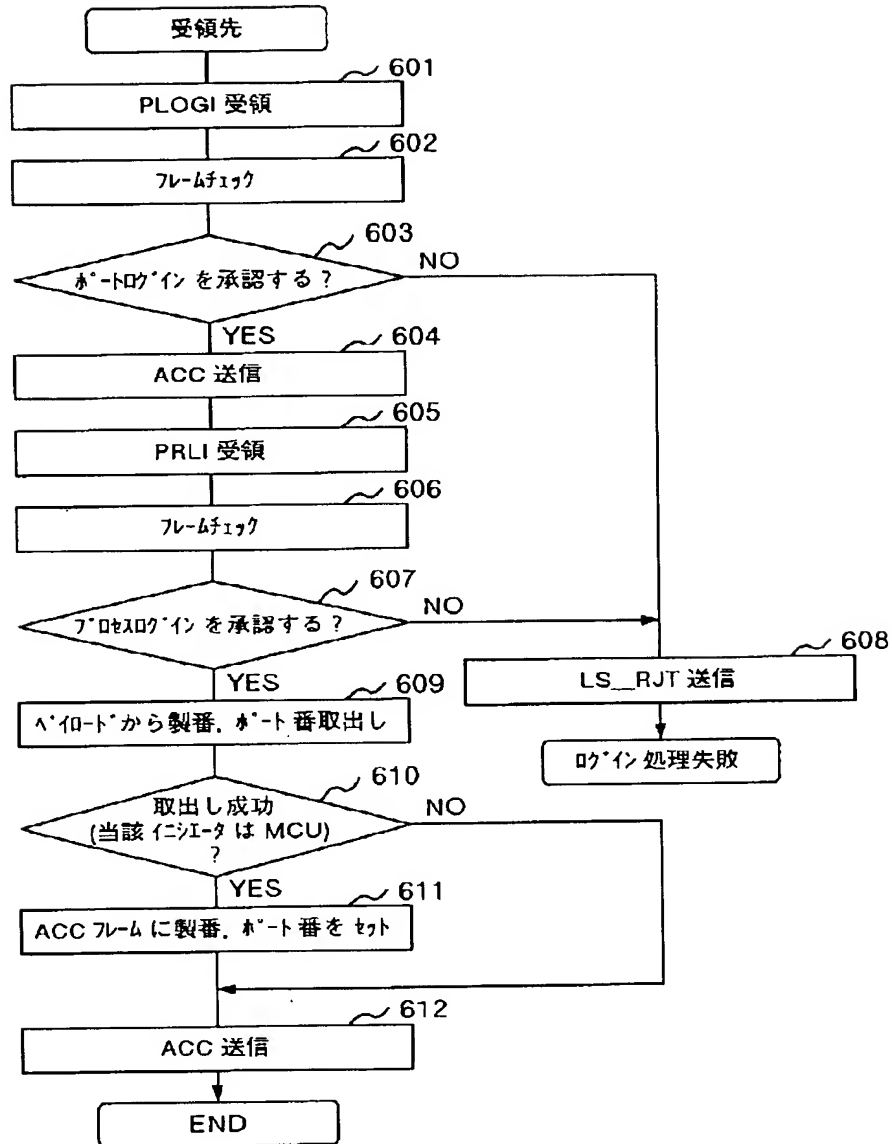 受領先
601
PLOGI 受領
602
フレームチェック
603
ポートログイン を承認する ?
NO
YES
604
ACC 送信
605
PRLI 受領
606
フレームチェック
607
プロセスログイン を承認する ?
NO
608
LS__RJT 送信
YES
609
ペイロードから製番, ポート番取出し
ログイン 処理失敗
610
取出し成功
(当該 イニシエータ は MCU)
?
NO
YES
611
ACC フレーム に製番, ポート番を セット
612
ACC 送信
END